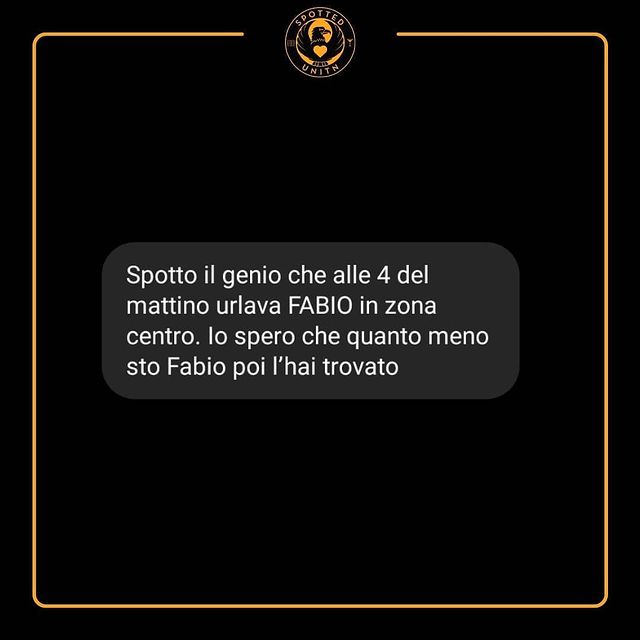 SPOTTED
UNITN
Spotto il genio che alle 4 del
mattino urlava FABIO in zona
centro. Io spero che quanto meno
sto Fabio poi l’hai trovato